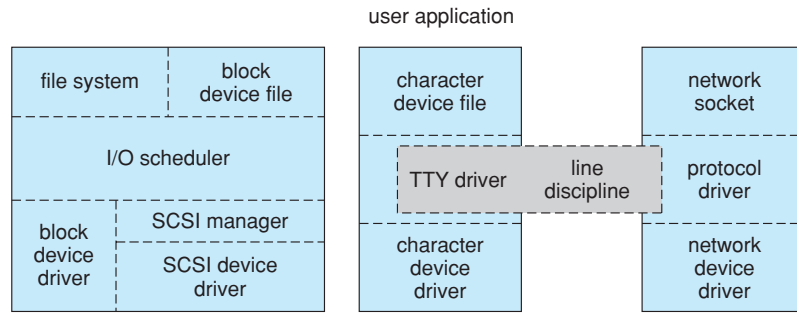 user application
file system
block
device file
I/O scheduler
block
device
driver
SCSI manager
SCSI device
driver
character
device file
TTY driver
line
discipline
character
device
driver
network
socket
protocol
driver
network
device
driver